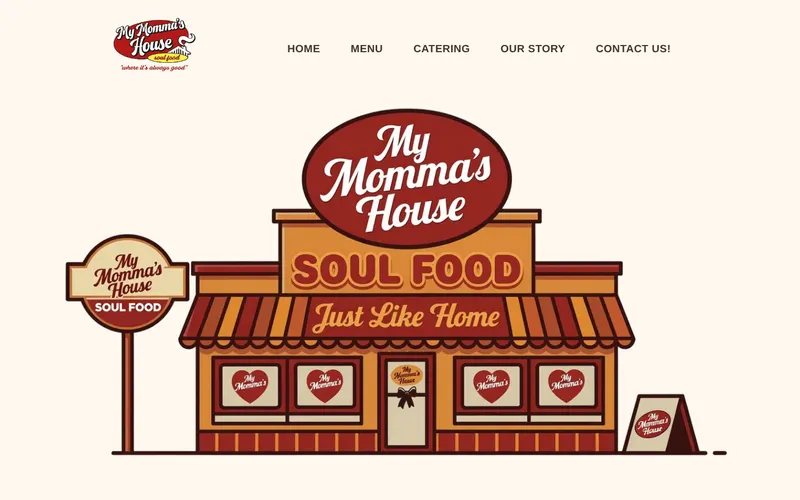 My Momma's
House
soul food
"where it's always good"
HOME
MENU
CATERING
OUR STORY
CONTACT US!
My
Momma's
House
SOUL FOOD
Just Like Home
My
Momma's
House
SOUL FOOD
My
Momma's
My
Momma's
My
Momma's
House
My
Momma's
My
Momma's
My
Momma's
House